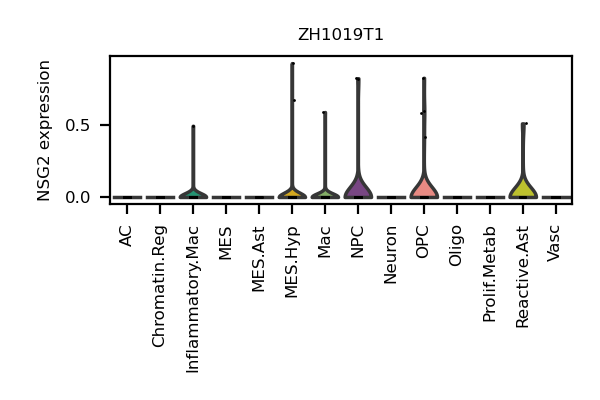 ZH1019T1
NSG2 expression
0.5
0.0
AC
Chromatin.Reg
Inflammatory.Mac
MES
MES.Ast
MES.Hyp
Mac
NPC
Neuron
OPC
Oligo
Prolif.Metab
Reactive.Ast
Vasc